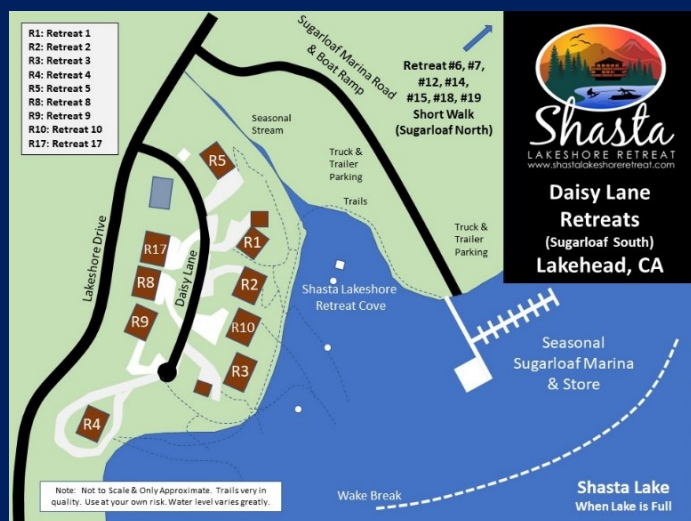 R1: Retreat 1
R2: Retreat 2
R3: Retreat 3
R4: Retreat 4
R5: Retreat 5
R8: Retreat 8
R9: Retreat 9
R10: Retreat 10
R17: Retreat 17
Sugarloaf Marina Road
& Boat Ramp
Retreat #6, #7,
#12, #14,
#15, #18, #19
Short Walk
(Sugarloaf North)
Shasta
LAKESHORE RETREAT
www.shastalakeshoreretreat.com
Daisy Lane
Retreats
(Sugarloaf South)
Lakehead, CA
Seasonal
Stream
Truck &
Trailer
Parking
Trails
Truck &
Trailer
Parking
Lakeshore Drive
Daisy Lane
R5
R1
R17
R8
R2
R9
R10
R3
R4
Shasta Lakeshore
Retreat Cove
Seasonal
Sugarloaf Marina
& Store
Wake Break
Shasta Lake
When Lake is Full
Note: Not to Scale & Only Approximate. Trails very in
quality. Use at your own risk. Water level varies greatly.